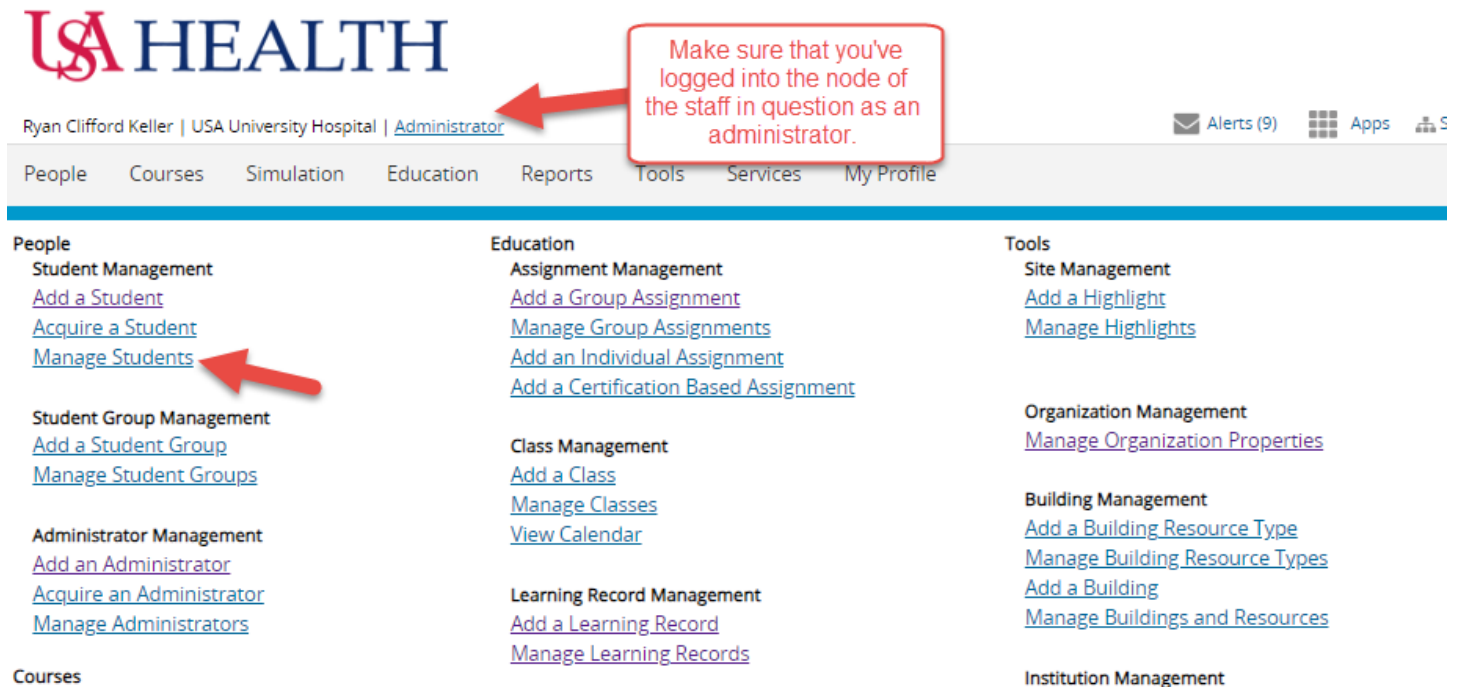 USA HEALTH
Make sure that you've
logged into the node of
the staff in question as an
administrator.
Ryan Clifford Keller | USA University Hospital | Administrator
Alerts (9)
Apps
S
People Courses Simulation Education Reports Tools Services My Profile
People
Student Management
Add a Student
Acquire a Student
Manage Students
Student Group Management
Add a Student Group
Manage Student Groups
Administrator Management
Add an Administrator
Acquire an Administrator
Manage Administrators
Courses
Education
Assignment Management
Add a Group Assignment
Manage Group Assignments
Add an Individual Assignment
Add a Certification Based Assignment
Class Management
Add a Class
Manage Classes
View Calendar
Learning Record Management
Add a Learning Record
Manage Learning Records
Tools
Site Management
Add a Highlight
Manage Highlights
Organization Management
Manage Organization Properties
Building Management
Add a Building Resource Type
Manage Building Resource Types
Add a Building
Manage Buildings and Resources
Institution Management